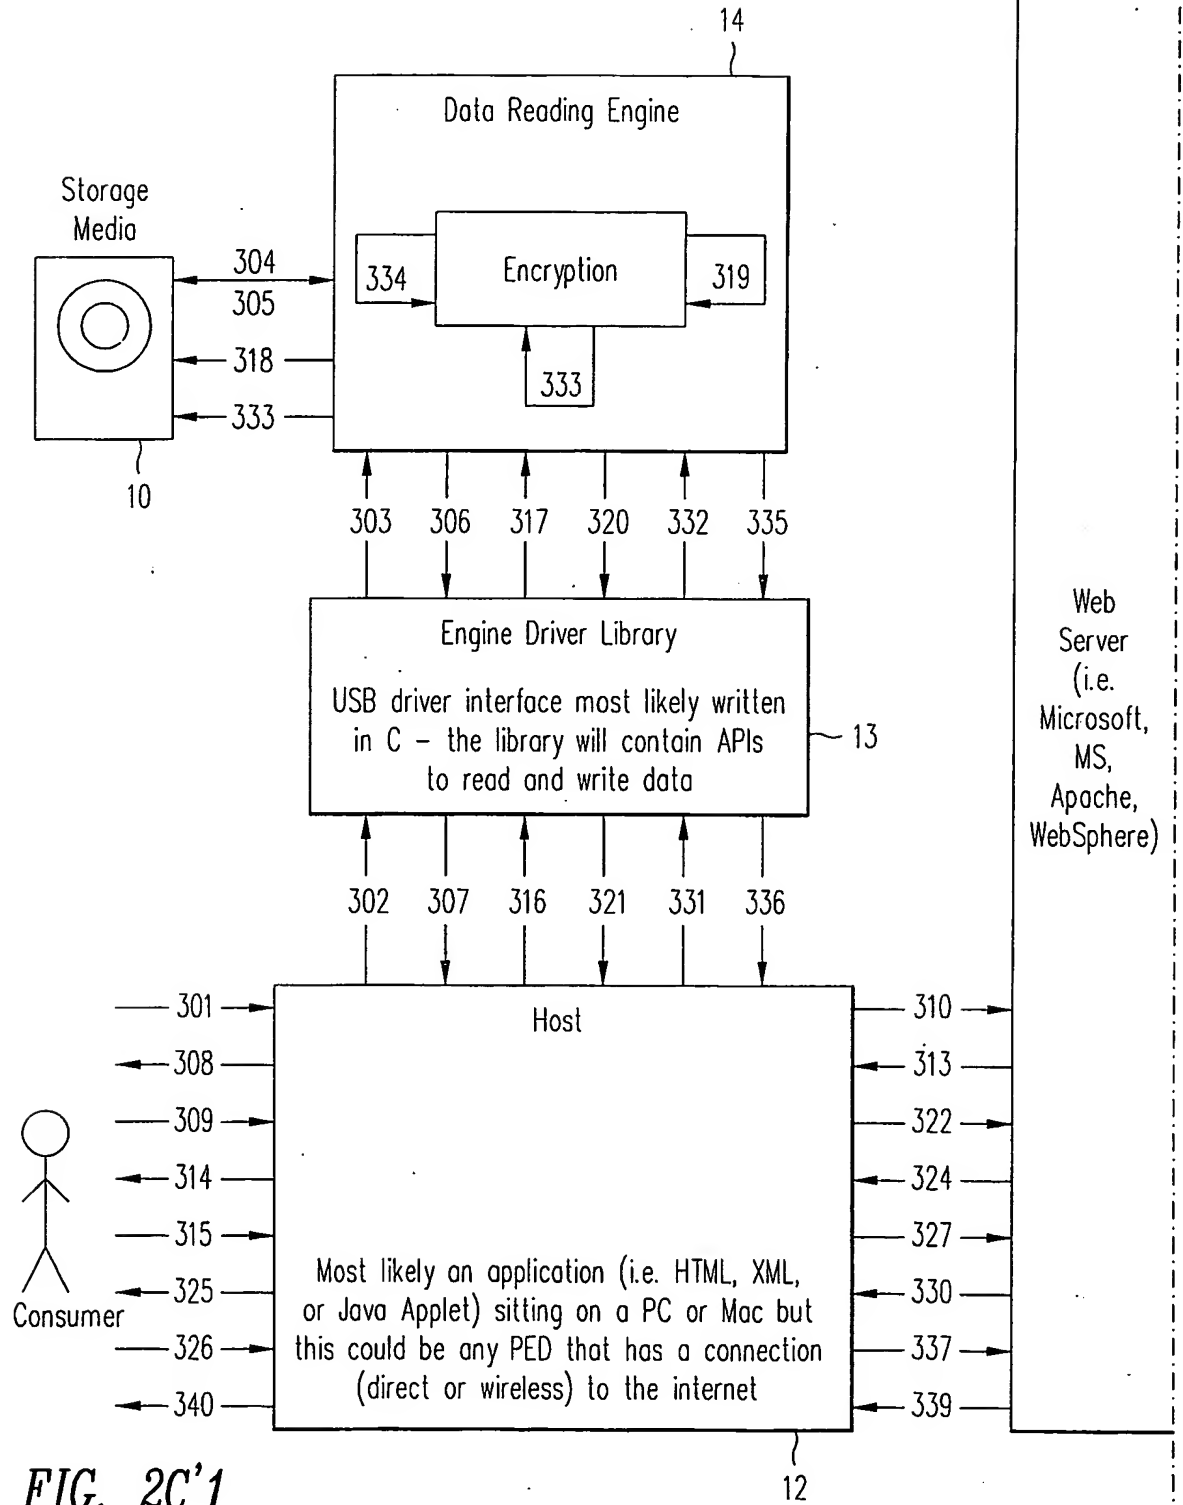 14
Data Reading Engine
Storage
Media
304
305
318
333
10
334
Encryption
319
333
303 306 317 320 332 335
Engine Driver Library
USB driver interface most likely written
in C – the library will contain APIs
to read and write data
13
302 307 316 321 331 336
Web
Server
(i.e.
Microsoft,
MS,
Apache,
WebSphere)
301
308
309
314
315
325
326
340
Consumer
Host
Most likely an application (i.e. HTML, XML,
or Java Applet) sitting on a PC or Mac but
this could be any PED that has a connection
(direct or wireless) to the internet
310
313
322
324
327
330
337
339
12
FIG. 2C'1